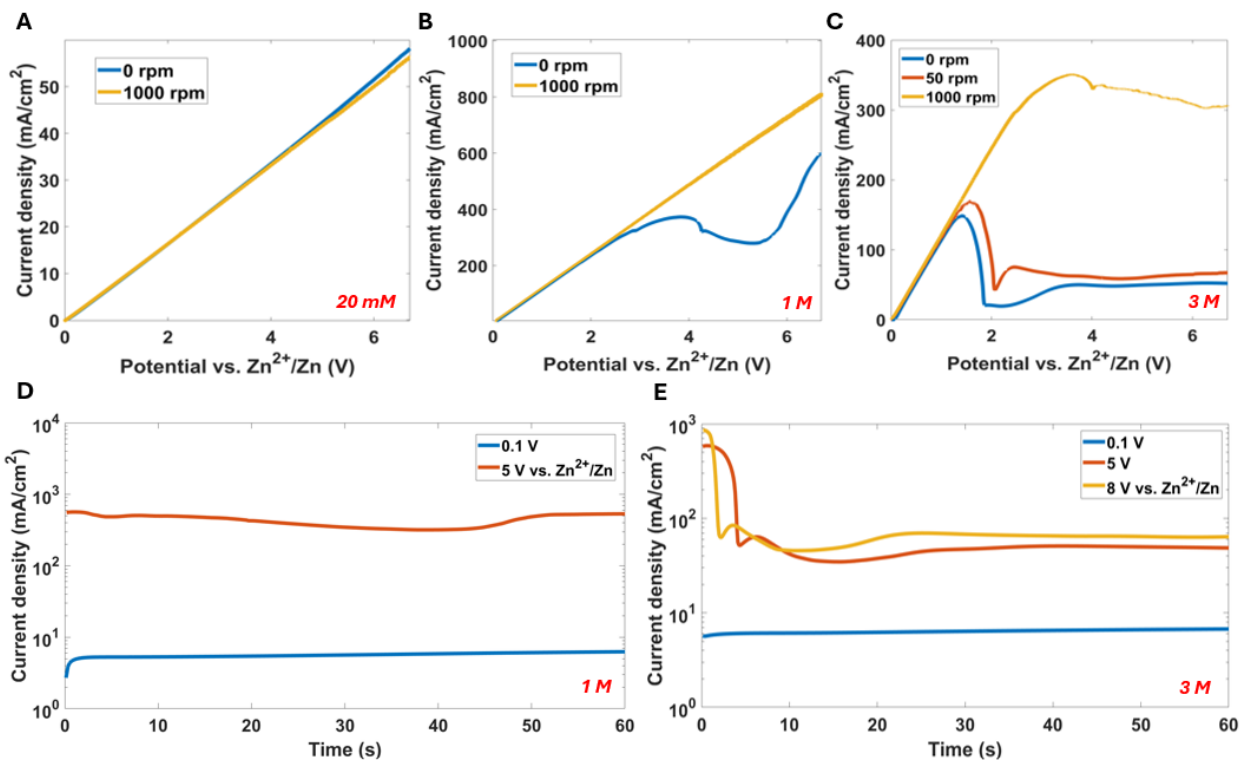 A
Current density (mA/cm²)
50
40
30
20
10
0
0 rpm
1000 rpm
20 mM
0
2
4
6
Potential vs. Zn²⁺/Zn (V)
B
Current density (mA/cm²)
1000
800
600
400
200
0 rpm
1000 rpm
1 M
0
2
4
6
Potential vs. Zn²⁺/Zn (V)
C
Current density (mA/cm²)
400
300
200
100
0
0 rpm
50 rpm
1000 rpm
3 M
0
2
4
6
Potential vs. Zn²⁺/Zn (V)
D
Current density (mA/cm²)
10⁴
10³
10²
10¹
10⁰
0.1 V
5 V vs. Zn²⁺/Zn
1 M
0
10
20
30
40
50
60
Time (s)
E
Current density (mA/cm²)
10³
10²
10¹
10⁰
0.1 V
5 V
8 V vs. Zn²⁺/Zn
3 M
0
10
20
30
40
50
60
Time (s)